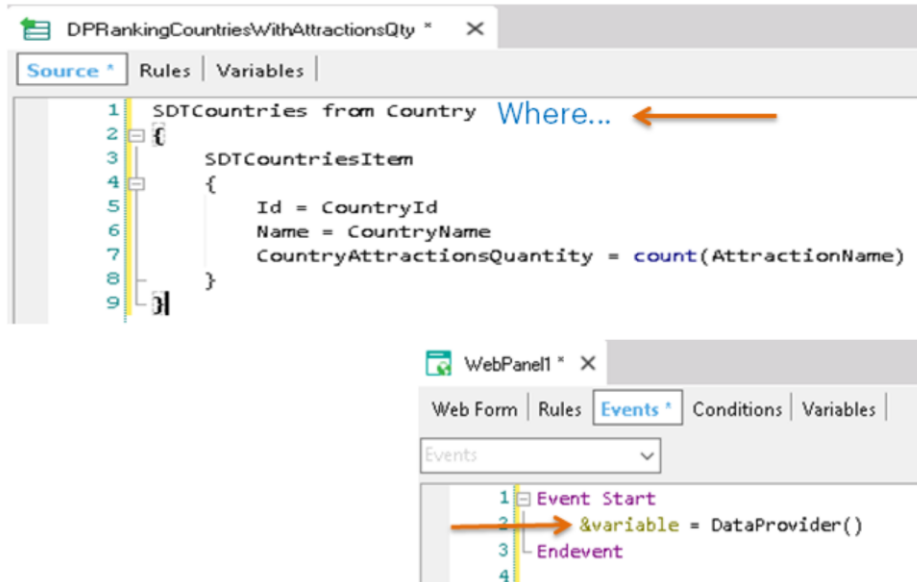 DPRankingCountriesWithAttractionsQty * ×
Source * Rules Variables
1 SDTCountries from Country Where...
2 {
3 SDTCountriesItem
4 {
5 Id = CountryId
6 Name = CountryName
7 CountryAttractionsQuantity = count(AttractionName)
8 }
9 }
WebPanel1 * ×
Web Form Rules Events * Conditions Variables
Events
1 Event Start
2 &variable = DataProvider()
3 Endevent
4